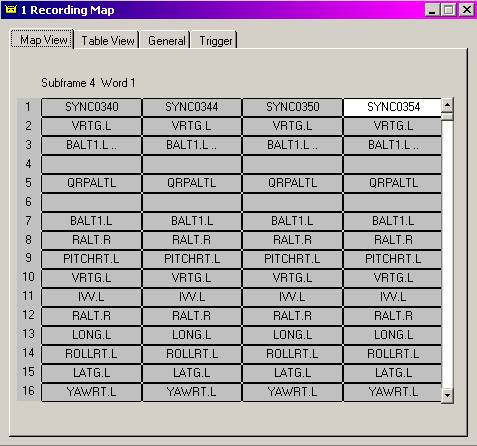 1 Recording Map
Map View Table View General Trigger
Subframe 4 Word 1
1 SYNC0340 SYNC0344 SYNC0350 SYNC0354
2 VRTG.L VRTG.L VRTG.L VRTG.L
3 BALT1.L .. BALT1.L .. BALT1.L .. BALT1.L ..
4
5 QRPALTL QRPALTL QRPALTL QRPALTL
6
7 BALT1.L BALT1.L BALT1.L BALT1.L
8 RALT.R RALT.R RALT.R RALT.R
9 PITCHRT.L PITCHRT.L PITCHRT.L PITCHRT.L
10 VRTG.L VRTG.L VRTG.L VRTG.L
11 IVV.L IVV.L IVV.L IVV.L
12 RALT.R RALT.R RALT.R RALT.R
13 LONG.L LONG.L LONG.L LONG.L
14 ROLLRT.L ROLLRT.L ROLLRT.L ROLLRT.L
15 LATG.L LATG.L LATG.L LATG.L
16 YAWRT.L YAWRT.L YAWRT.L YAWRT.L